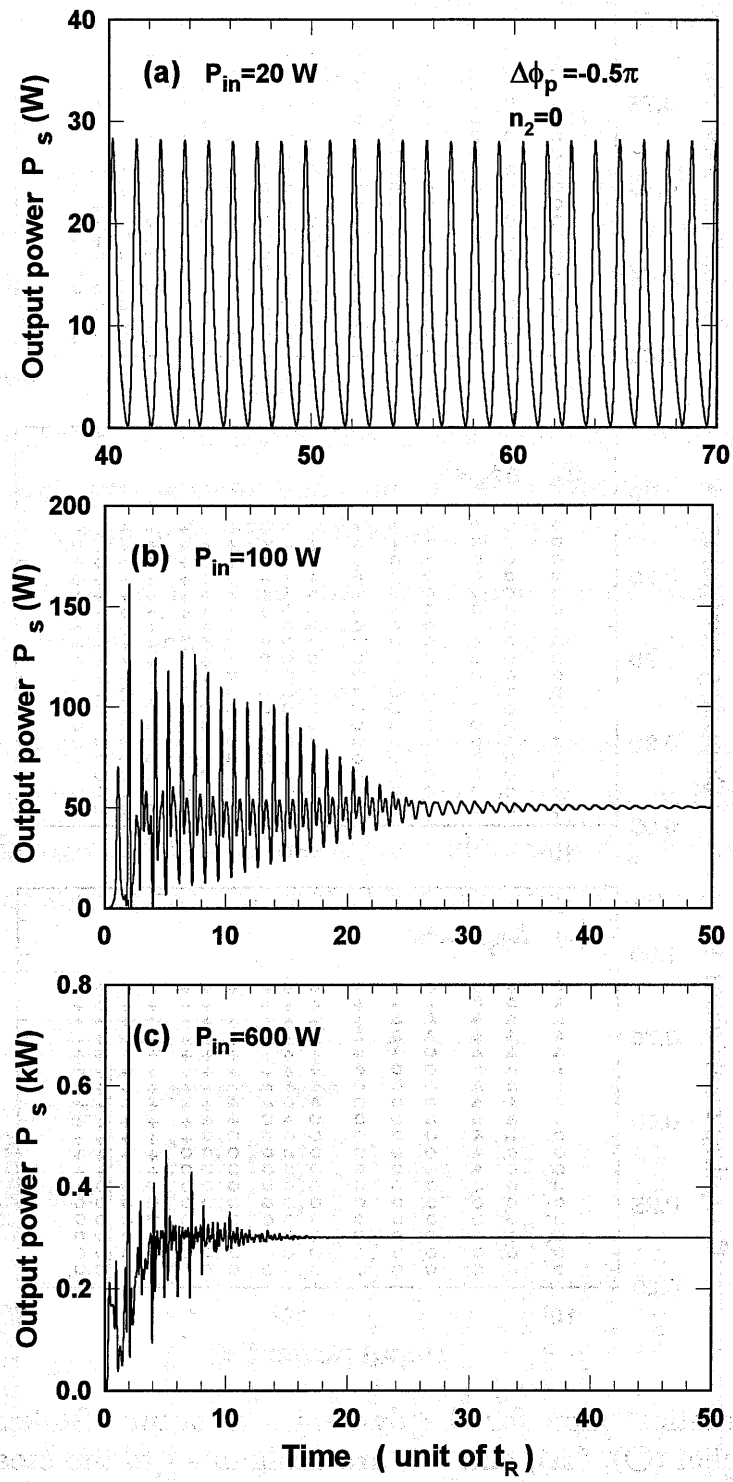 40
(a) P_in=20 W
Δϕ_p=-0.5π
n_2=0
30
20
10
0
40 50 60 70
Output power P_s (W)
200
(b) P_in=100 W
150
100
50
0
0 10 20 30 40 50
Output power P_s (W)
0.8
(c) P_in=600 W
0.6
0.4
0.2
0.0
0 10 20 30 40 50
Output power P_s (kW)
Time ( unit of t_R)